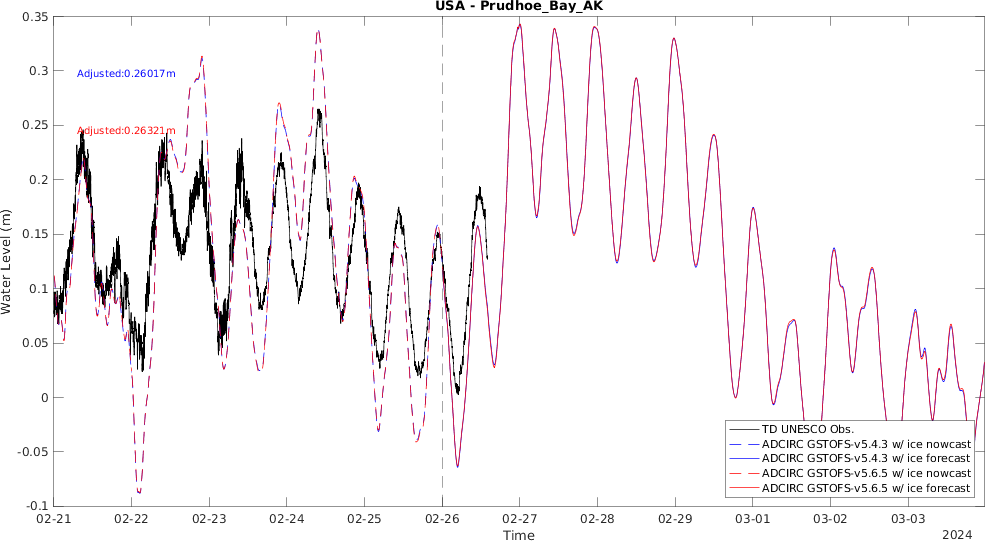 USA - Prudhoe_Bay_AK
0.35
0.3
0.25
0.2
0.15
0.1
0.05
0
-0.05
-0.1
Water Level (m)
Adjusted:0.26017m
Adjusted:0.26321m
TD UNESCO Obs.
ADCIRC GSTOFS-v5.4.3 w/ ice nowcast
ADCIRC GSTOFS-v5.4.3 w/ ice forecast
ADCIRC GSTOFS-v5.6.5 w/ ice nowcast
ADCIRC GSTOFS-v5.6.5 w/ ice forecast
02-21 02-22 02-23 02-24 02-25 02-26 02-27 02-28 02-29 03-01 03-02 03-03
Time
2024